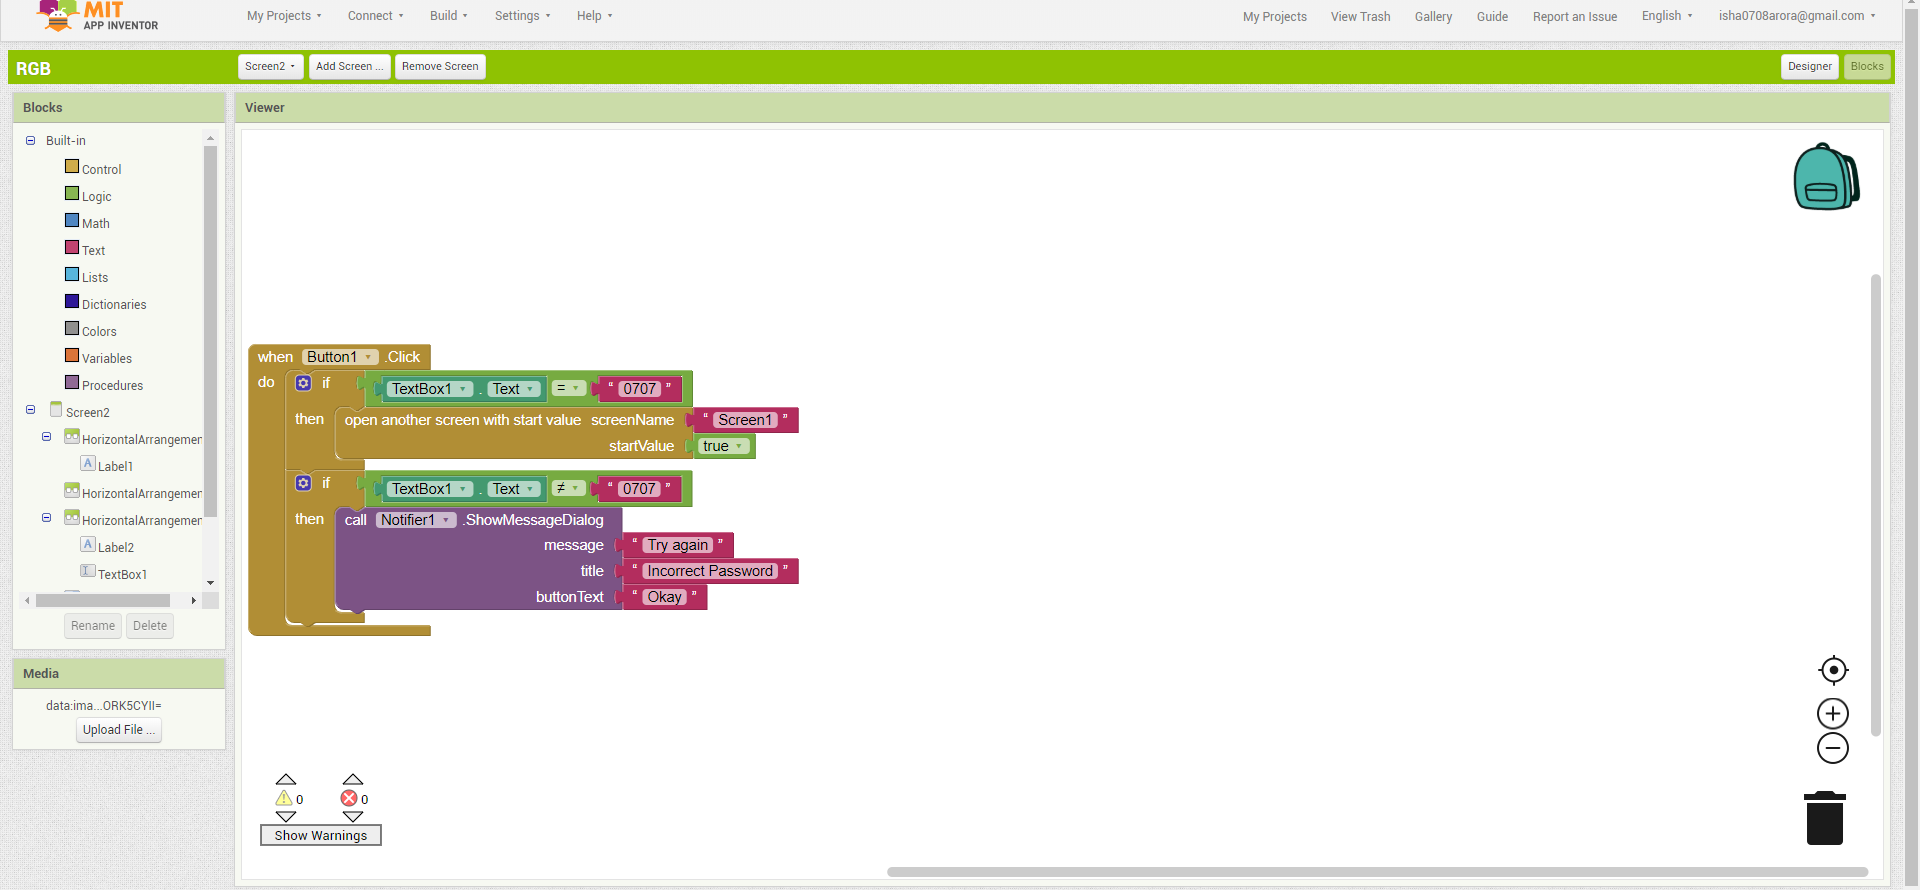 MIT
APP INVENTOR
My Projects
Connect
Build
Settings
Help
My Projects
View Trash
Gallery
Guide
Report an Issue
English
isha0708arora@gmail.com
RGB
Screen2
Add Screen ...
Remove Screen
Designer
Blocks
Blocks
Built-in
Control
Logic
Math
Text
Lists
Dictionaries
Colors
Variables
Procedures
Screen2
HorizontalArrangemer
Label1
HorizontalArrangemer
HorizontalArrangemer
Label2
TextBox1
Rename
Delete
Media
data:ima...ORK5CYII=
Upload File ...
Viewer
when Button1 .Click
do if TextBox1 . Text = “ 0707 ”
then open another screen with start value screenName “ Screen1 ”
startValue true
if TextBox1 . Text ≠ “ 0707 ”
then call Notifier1 .ShowMessageDialog
message “ Try again ”
title “ Incorrect Password ”
buttonText “ Okay ”
0 0
Show Warnings